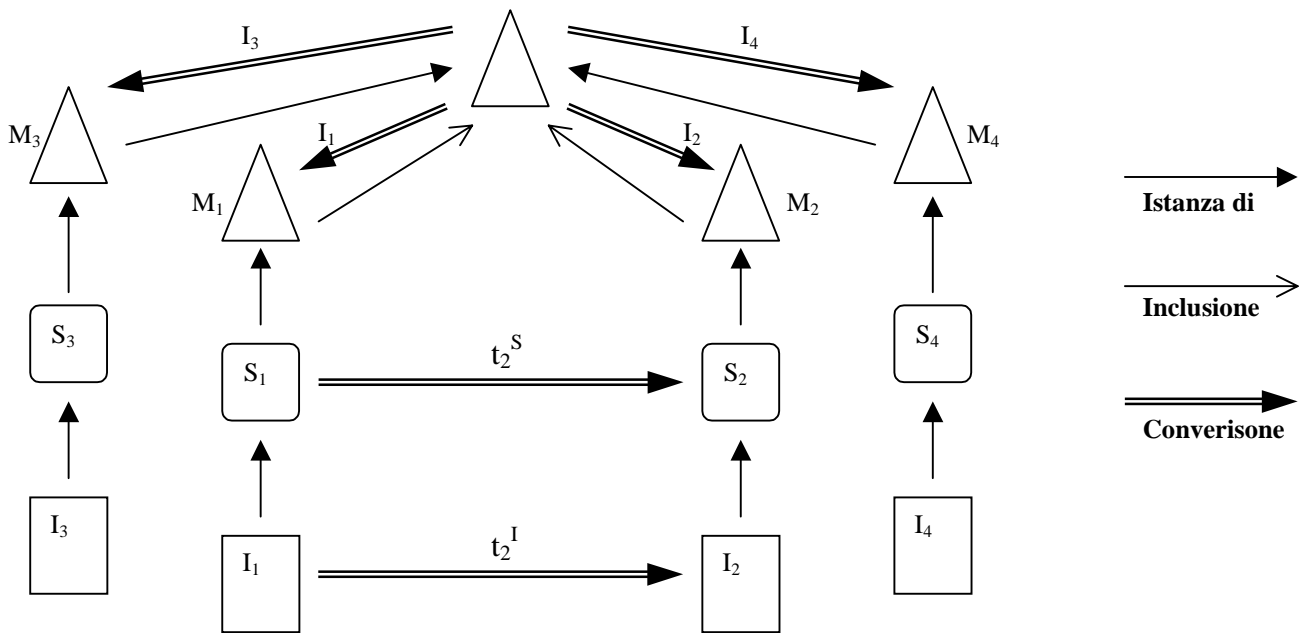 I₃ I₄
M₃ I₁ I₂ M₄
M₁ M₂
Istanza di
S₃ S₄
Inclusione
S₁ t₂ˢ S₂
Converisone
I₃ I₄
I₁ t₂ᴵ I₂